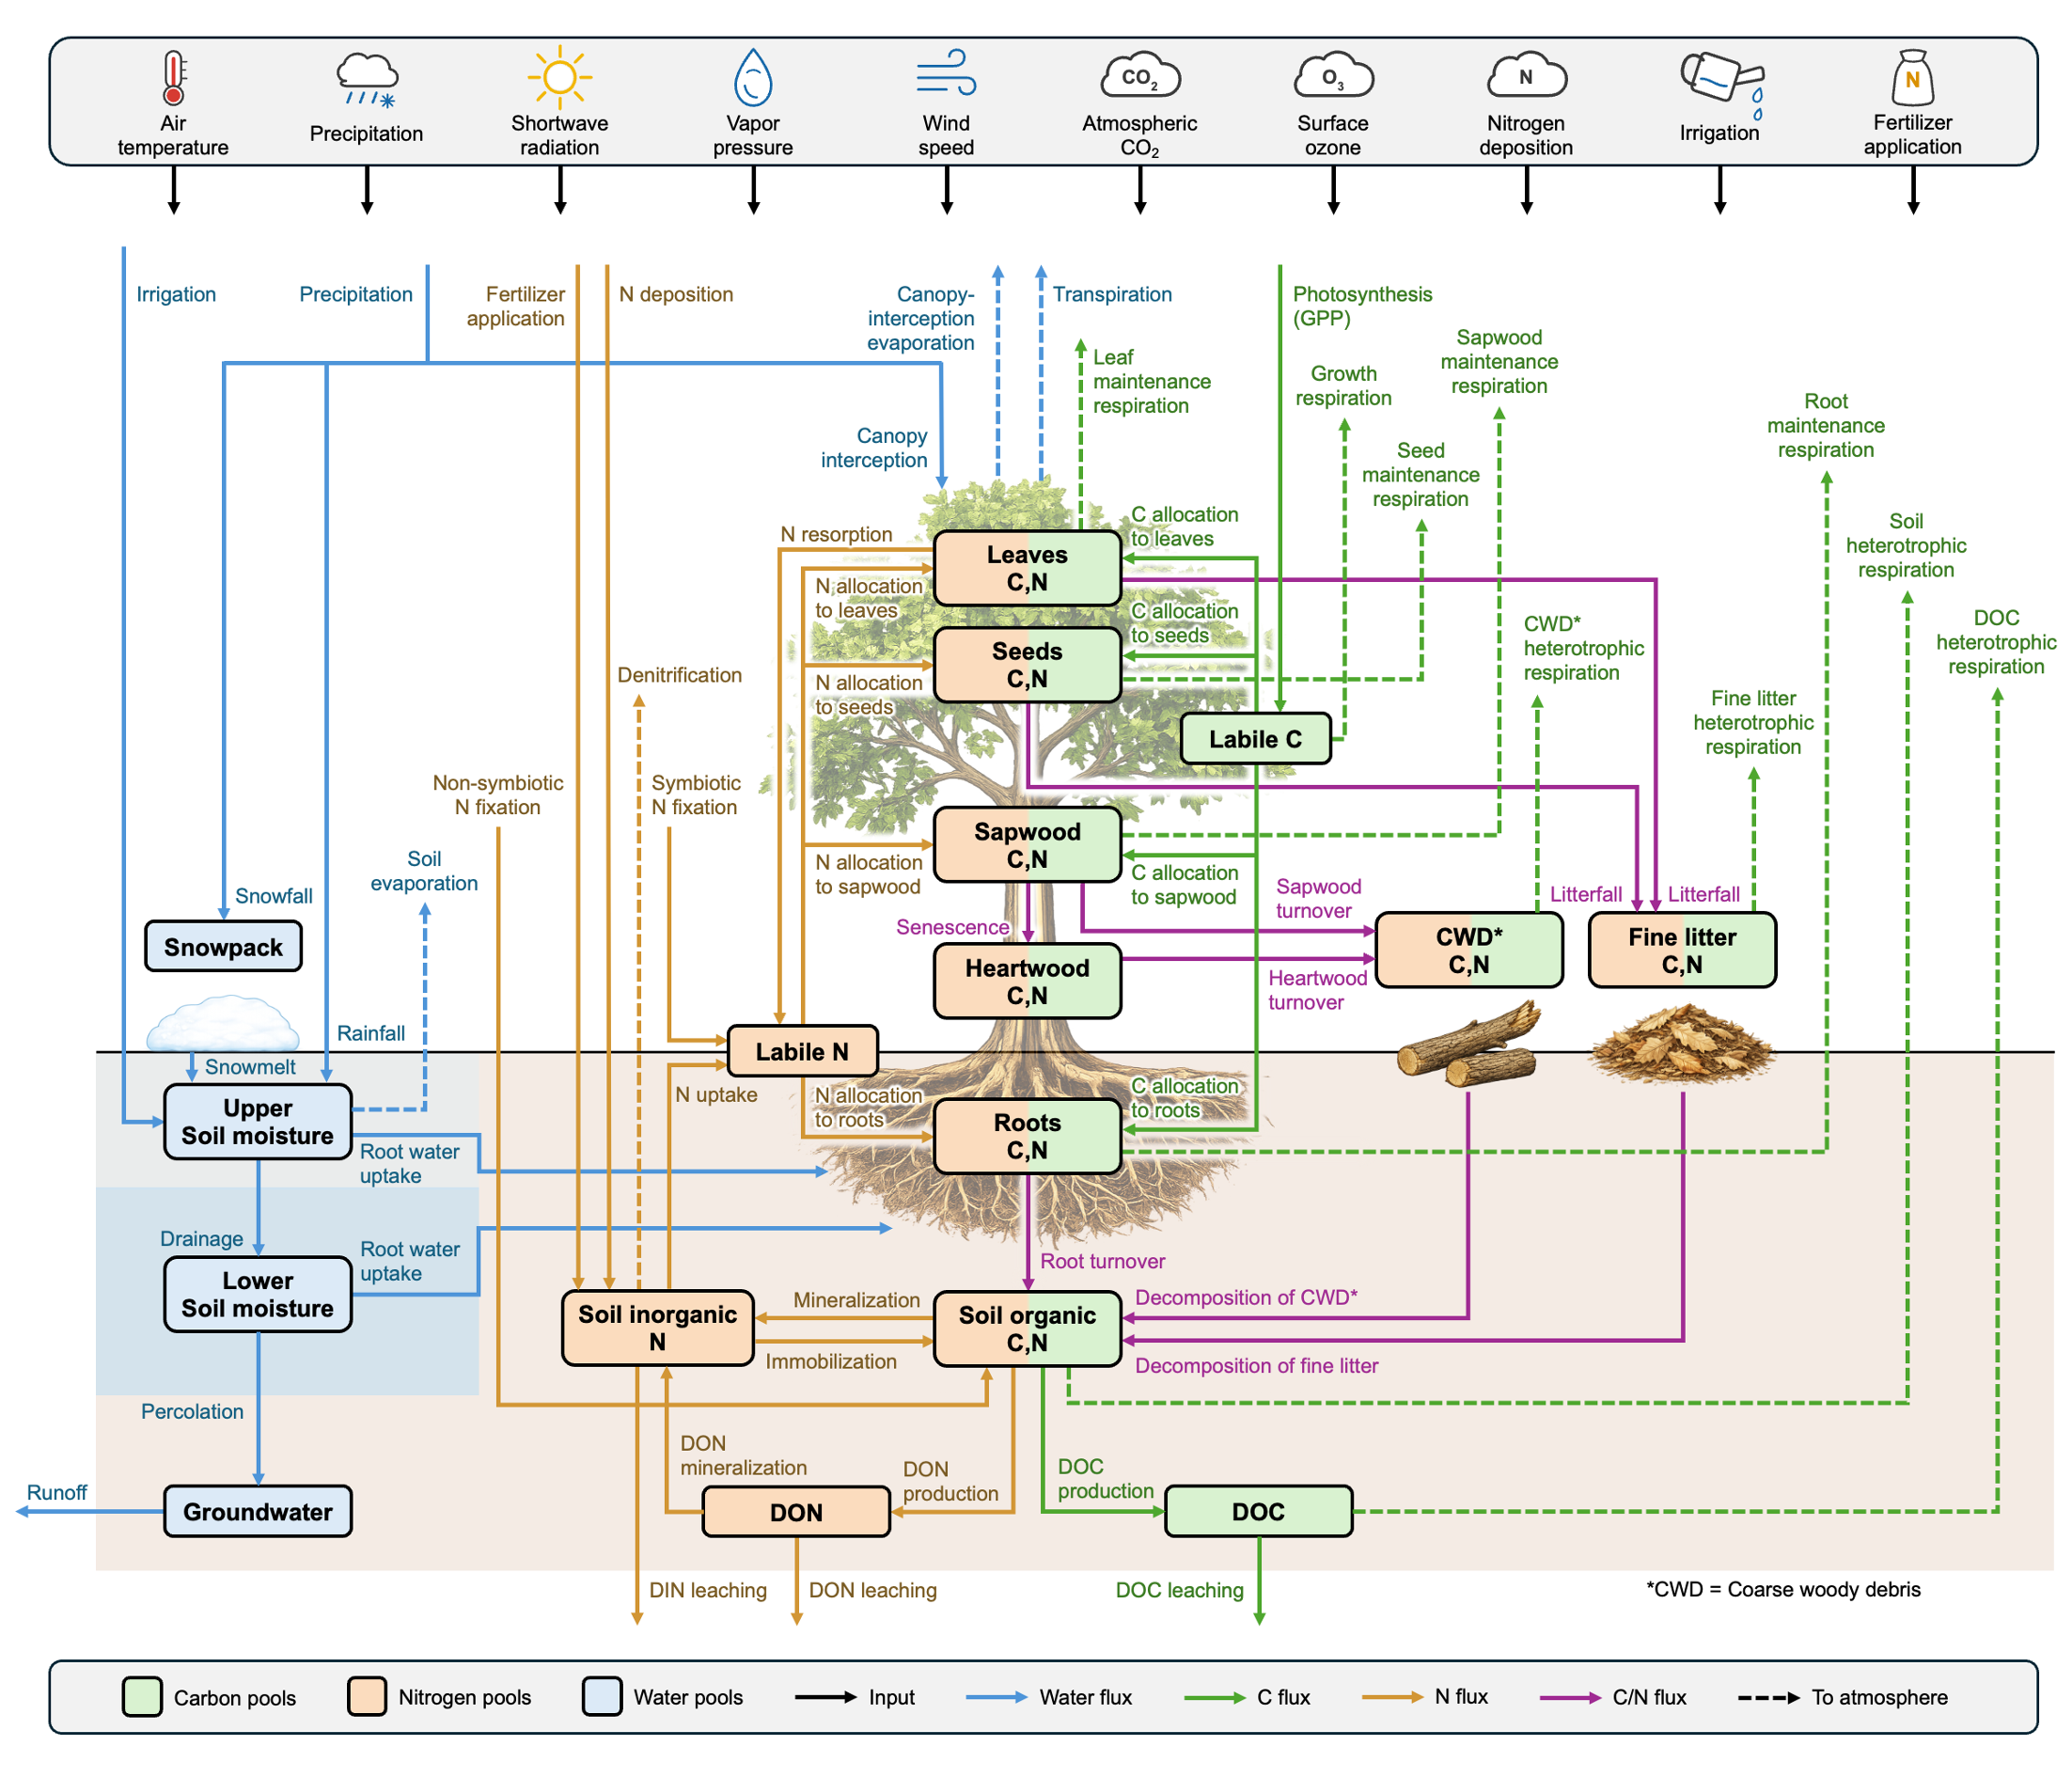 Air
temperature
Precipitation
Shortwave
radiation
Vapor
pressure
Wind
speed
CO2
Atmospheric
CO2
O3
Surface
ozone
N
Nitrogen
deposition
Irrigation
N
Fertilizer
application
Irrigation
Precipitation
Fertilizer
application
N deposition
Canopy-
interception
evaporation
Transpiration
Photosynthesis
(GPP)
Leaf
maintenance
respiration
Growth
respiration
Sapwood
maintenance
respiration
Seed
maintenance
respiration
Root
maintenance
respiration
Canopy
interception
Soil
heterotrophic
respiration
DOC
heterotrophic
respiration
CWD*
heterotrophic
respiration
Fine litter
heterotrophic
respiration
N resorption
Leaves
C,N
C allocation
to leaves
N allocation
to leaves
Seeds
C,N
C allocation
to seeds
N allocation
to seeds
Denitrification
Labile C
Non-symbiotic
N fixation
Symbiotic
N fixation
Sapwood
C,N
N allocation
to sapwood
C allocation
to sapwood
Soil
evaporation
Snowfall
Snowpack
Senescence
Sapwood
turnover
Litterfall
Litterfall
Heartwood
C,N
CWD*
C,N
Fine litter
C,N
Heartwood
turnover
Rainfall
Labile N
Snowmelt
Upper
Soil moisture
N uptake
N allocation
to roots
Roots
C,N
C allocation
to roots
Root water
uptake
Drainage
Root water
uptake
Lower
Soil moisture
Root turnover
Soil inorganic
N
Mineralization
Immobilization
Soil organic
C,N
Decomposition of CWD*
Decomposition of fine litter
Percolation
DON
mineralization
DON
production
DOC
production
Runoff
Groundwater
DON
DOC
DIN leaching
DON leaching
DOC leaching
*CWD = Coarse woody debris
Carbon pools
Nitrogen pools
Water pools
Input
Water flux
C flux
N flux
C/N flux
To atmosphere